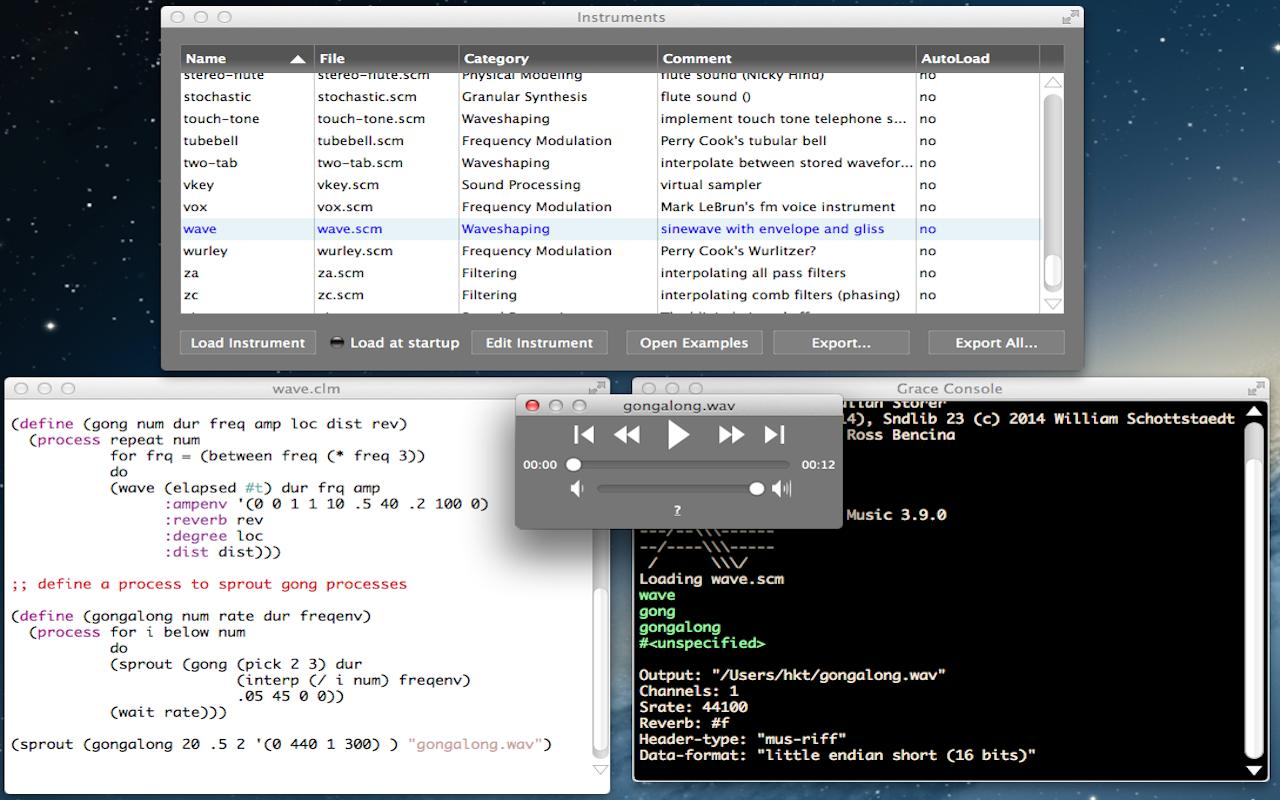 Instruments
Name File Category Comment AutoLoad
stereo-flute stereo-flute.scm Physical Modeling flute sound (Nicky Hind) no
stochastic stochastic.scm Granular Synthesis flute sound () no
touch-tone touch-tone.scm Waveshaping implement touch tone telephone s... no
tubebell tubebell.scm Frequency Modulation Perry Cook's tubular bell no
two-tab two-tab.scm Waveshaping interpolate between stored wavefor... no
vkey vkey.scm Sound Processing virtual sampler no
vox vox.scm Frequency Modulation Mark LeBrun's fm voice instrument no
wave wave.scm Waveshaping sinewave with envelope and gliss no
wurley wurley.scm Frequency Modulation Perry Cook's Wurlitzer? no
za za.scm Filtering interpolating all pass filters no
zc zc.scm Filtering interpolating comb filters (phasing) no
Load Instrument Load at startup Edit Instrument Open Examples Export... Export All...
wave.clm
(define (gong num dur freq amp loc dist rev)
(process repeat num
for frq = (between freq (* freq 3))
do
(wave (elapsed #t) dur frq amp
:ampenv '(0 0 1 1 10 .5 40 .2 100 0)
:reverb rev
:degree loc
:dist dist)))
;; define a process to sprout gong processes
(define (gongalong num rate dur freqenv)
(process for i below num
do
(sprout (gong (pick 2 3) dur
(interp (/ i num) freqenv)
.05 45 0 0))
(wait rate)))
(sprout (gongalong 20 .5 2 '(0 440 1 300) ) "gongalong.wav")
gongalong.wav
00:00 00:12
?
Grace Console
Storer
14), Sndlib 23 (c) 2014 William Schottstaedt
Ross Bencina
Music 3.9.0
---/--\\\------
--/----\\\-----
/ \\\/
Loading wave.scm
wave
gong
gongalong
#<unspecified>
Output: "/Users/hkt/gongalong.wav"
Channels: 1
Srate: 44100
Reverb: #f
Header-type: "mus-riff"
Data-format: "little endian short (16 bits)"